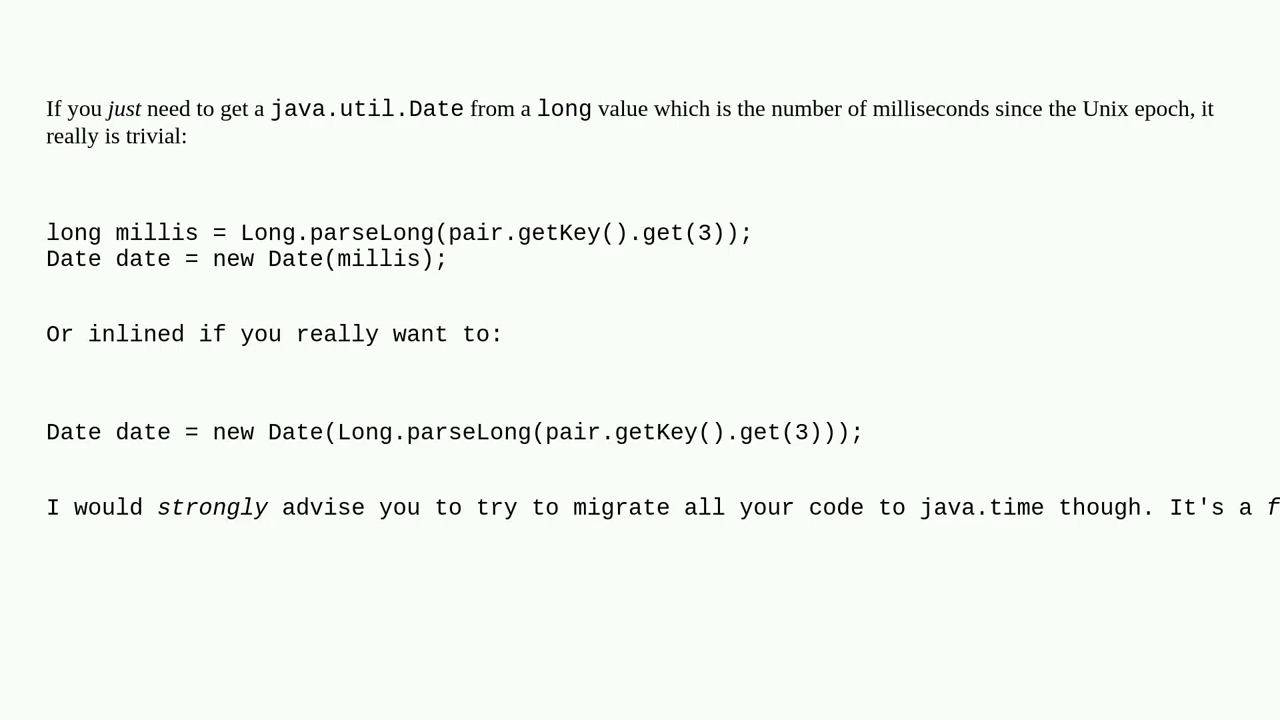 If you just need to get a java.util.Date from a long value which is the number of milliseconds since the Unix epoch, it
really is trivial:
long millis = Long.parseLong(pair.getKey().get(3));
Date date = new Date(millis);
Or inlined if you really want to:
Date date = new Date(Long.parseLong(pair.getKey().get(3)));
I would strongly advise you to try to migrate all your code to java.time though. It's a